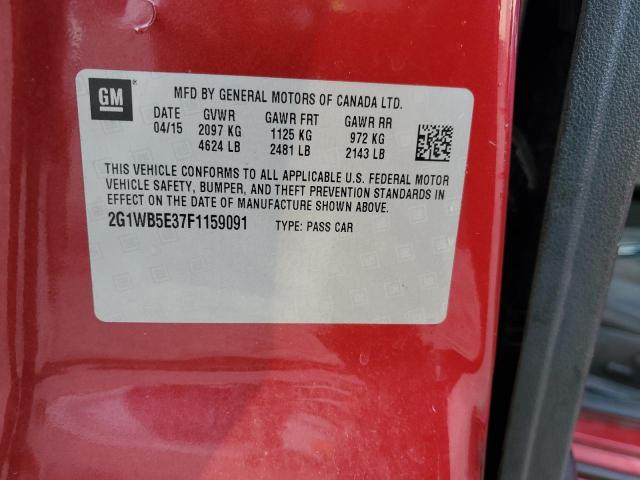 GM
MFD BY GENERAL MOTORS OF CANADA LTD.
DATE GVWR GAWR FRT GAWR RR
04/15 2097 KG 1125 KG 972 KG
4624 LB 2481 LB 2143 LB
THIS VEHICLE CONFORMS TO ALL APPLICABLE U.S. FEDERAL MOTOR
VEHICLE SAFETY, BUMPER, AND THEFT PREVENTION STANDARDS IN
EFFECT ON THE DATE OF MANUFACTURE SHOWN ABOVE.
2G1WB5E37F1159091 TYPE: PASS CAR